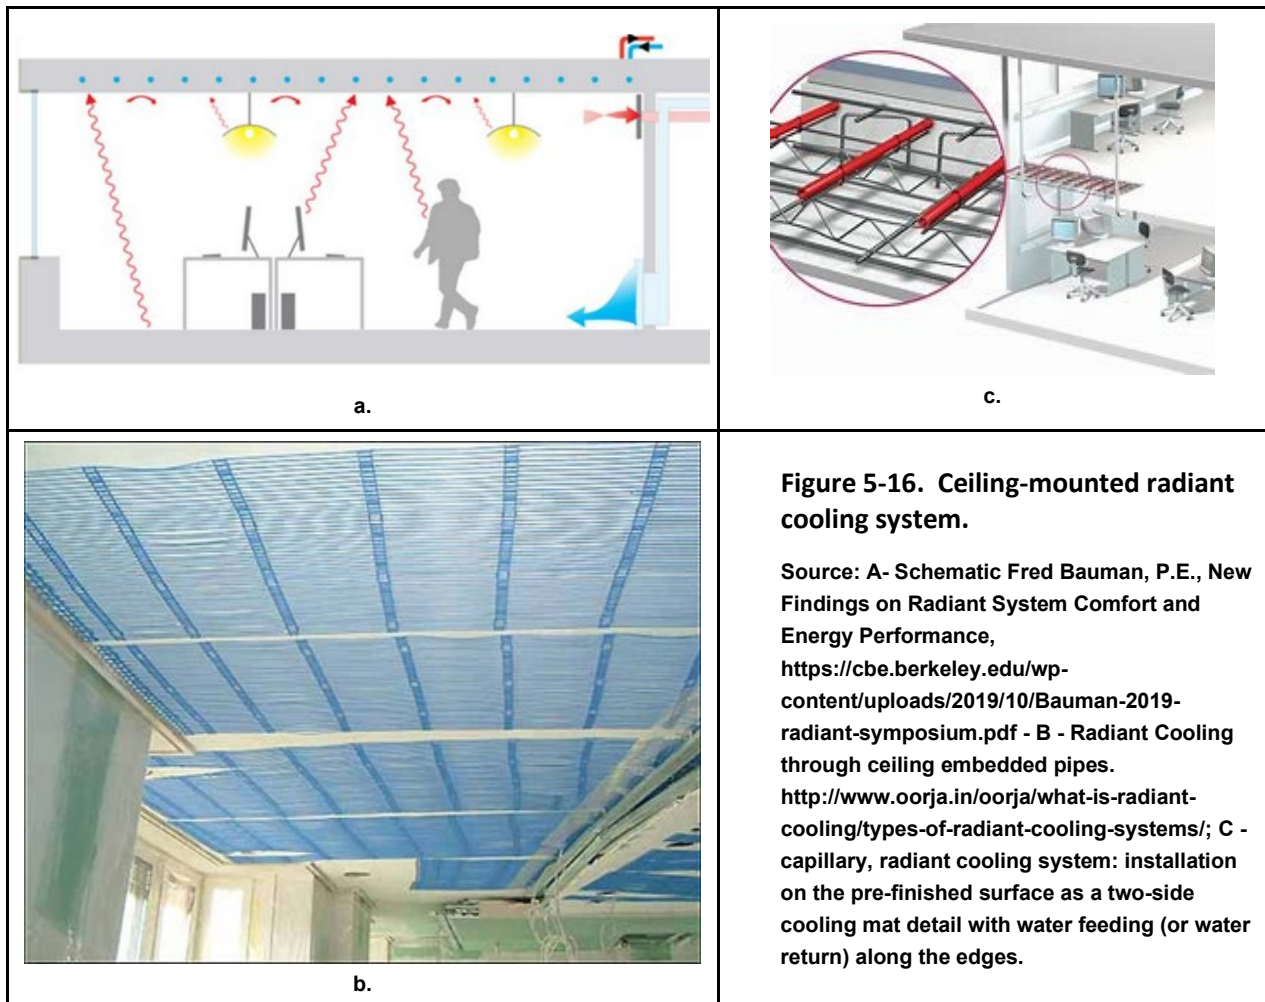 a.
c.
b.
Figure 5-16. Ceiling-mounted radiant
cooling system.
Source: A- Schematic Fred Bauman, P.E., New
Findings on Radiant System Comfort and
Energy Performance,
https://cbe.berkeley.edu/wp-
content/uploads/2019/10/Bauman-2019-
radiant-symposium.pdf - B - Radiant Cooling
through ceiling embedded pipes.
http://www.oorja.in/oorja/what-is-radiant-
cooling/types-of-radiant-cooling-systems/; C -
capillary, radiant cooling system: installation
on the pre-finished surface as a two-side
cooling mat detail with water feeding (or water
return) along the edges.